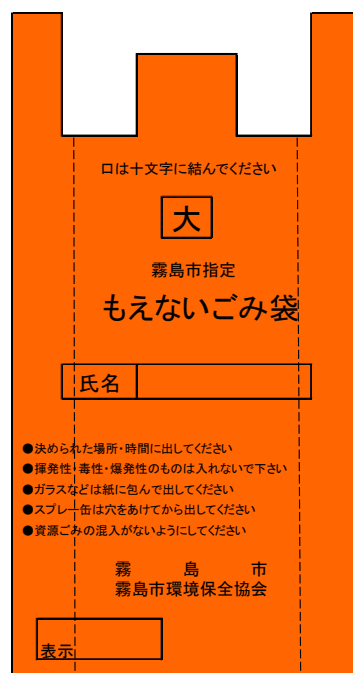 口は十文字に結んでください
大
霧島市指定
もえないごみ袋
氏名
●決められた場所・時間に出してください
●揮発性・毒性・爆発性のものは入れないで下さい
●ガラスなどは紙に包んで出してください
●スプレー缶は穴をあけてから出してください
●資源ごみの混入がないようにしてください
霧　島　市
霧島市環境保全協会
表示